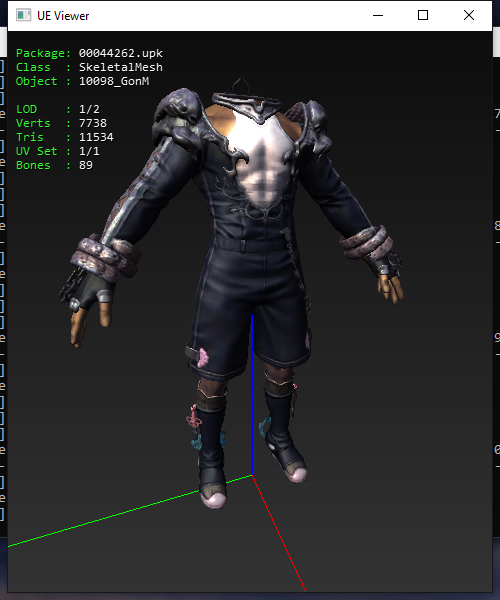 UE Viewer
Package: 00044262.upk
Class  : SkeletalMesh
Object : 10098_GonM
LOD    : 1/2
Verts  : 7738
Tris   : 11534
UV Set : 1/1
Bones  : 89